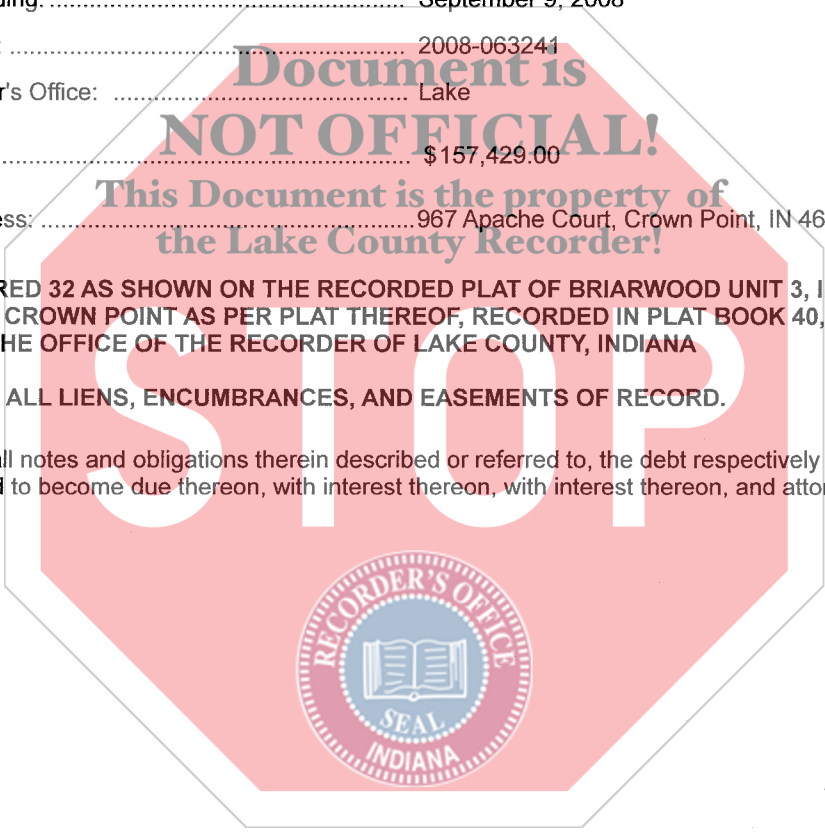 ding: ............................................................ September 9, 2008
: .................................................................. 2008-063241
r's Office: ................................................. Lake
.................................................................... $157,429.00
ess: ..............................................................967 Apache Court, Crown Point, IN 46
RED 32 AS SHOWN ON THE RECORDED PLAT OF BRIARWOOD UNIT 3, I
CROWN POINT AS PER PLAT THEREOF, RECORDED IN PLAT BOOK 40,
HE OFFICE OF THE RECORDER OF LAKE COUNTY, INDIANA
ALL LIENS, ENCUMBRANCES, AND EASEMENTS OF RECORD.
ll notes and obligations therein described or referred to, the debt respectively
d to become due thereon, with interest thereon, with interest thereon, and attor
Document is
NOT OFFICIAL!
This Document is the property of
the Lake County Recorder!
STOP
RECORDER'S OFFICE
SEAL
INDIANA